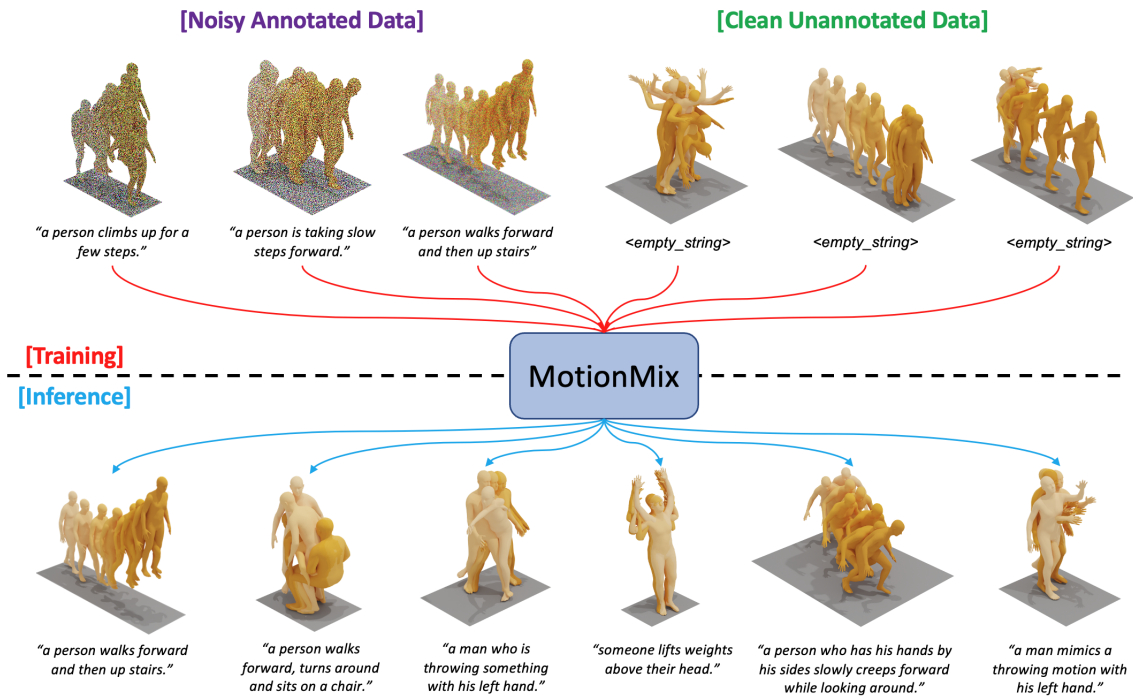 [Noisy Annotated Data]
[Clean Unannotated Data]
“a person climbs up for a
few steps.”
“a person is taking slow
steps forward.”
“a person walks forward
and then up stairs”
<empty_string>
<empty_string>
<empty_string>
[Training]
MotionMix
[Inference]
“a person walks forward
and then up stairs.”
“a person walks
forward, turns around
and sits on a chair.”
“a man who is
throwing something
with his left hand.”
“someone lifts weights
above their head.”
“a person who has his hands by
his sides slowly creeps forward
while looking around.”
“a man mimics a
throwing motion with
his left hand.”